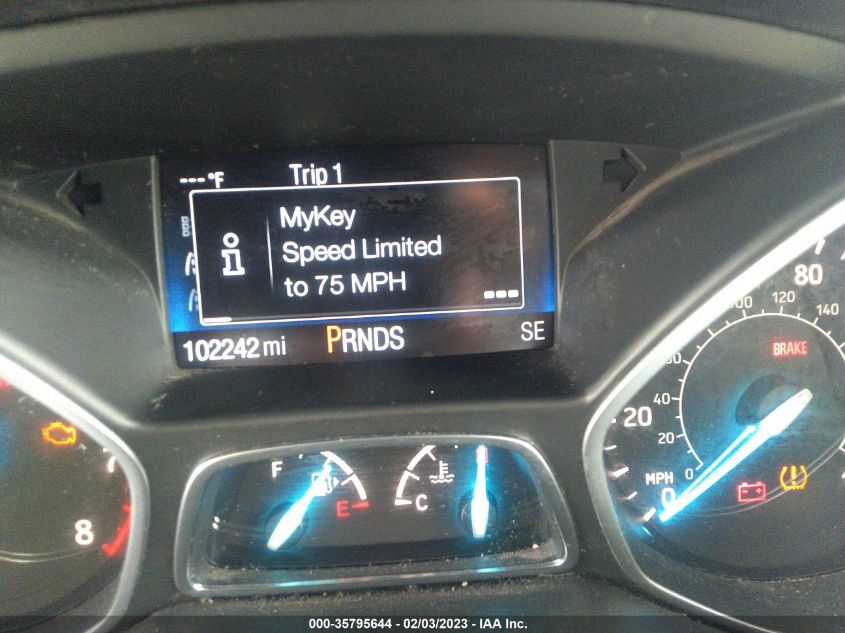 ---°F Trip 1
MyKey
Speed Limited
to 75 MPH
102242 mi PRNDS SE
80
100 120 140
BRAKE
40
20
20
0
MPH
0
7
8
F
E
C
000-35795644 / 02/03/2023 - IAA Inc.